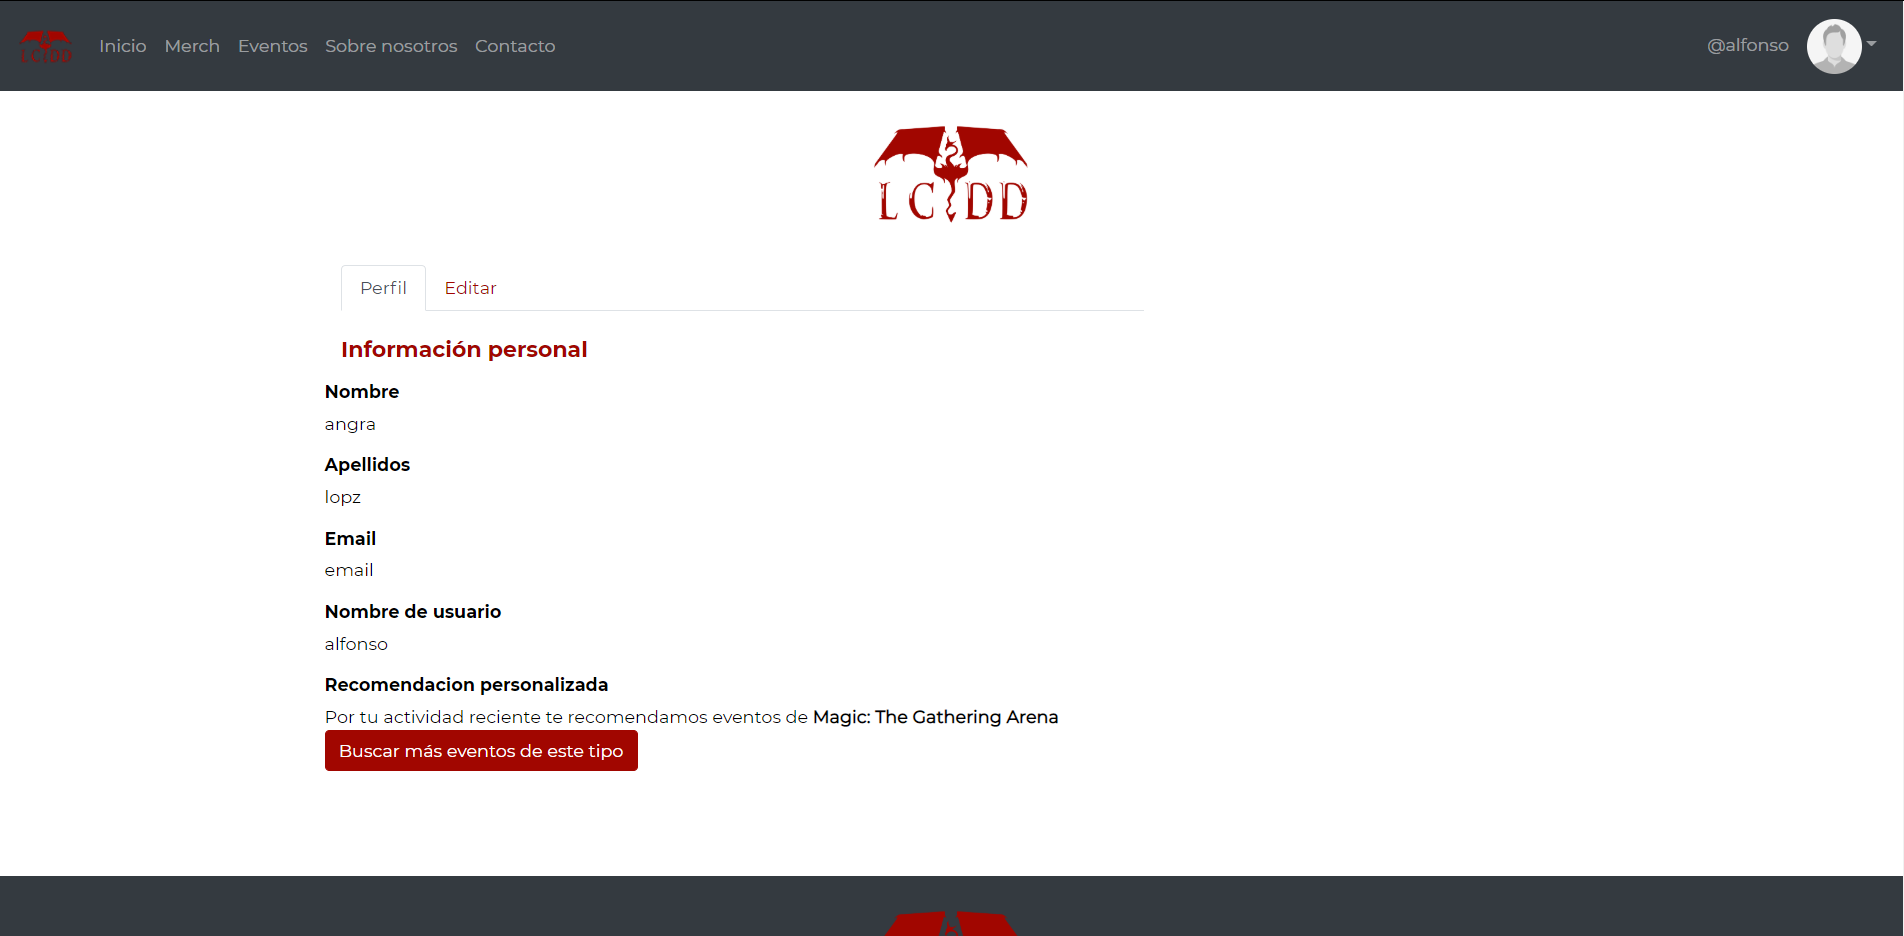 LCDD
Inicio Merch Eventos Sobre nosotros Contacto
@alfonso
LCDD
Perfil Editar
Información personal
Nombre
angra
Apellidos
lopz
Email
email
Nombre de usuario
alfonso
Recomendacion personalizada
Por tu actividad reciente te recomendamos eventos de Magic: The Gathering Arena
Buscar más eventos de este tipo